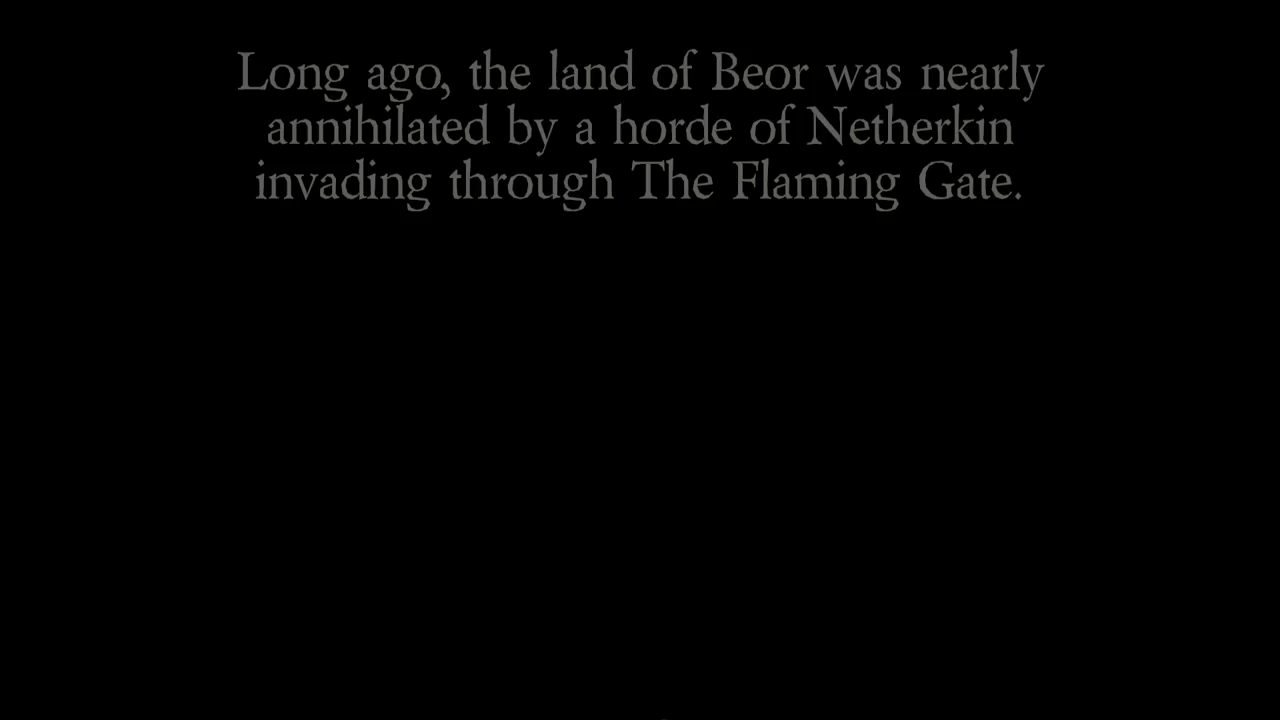 Long ago, the land of Beor was nearly
annihilated by a horde of Netherkin
invading through The Flaming Gate.